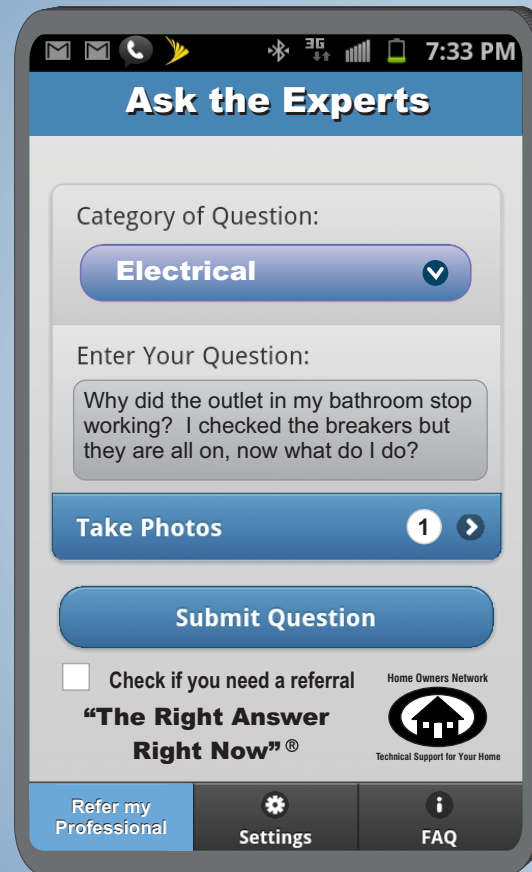 3G 7:33 PM
Ask the Experts
Category of Question:
Electrical
Enter Your Question:
Why did the outlet in my bathroom stop
working?  I checked the breakers but
they are all on, now what do I do?
Take Photos 1
Submit Question
Check if you need a referral
“The Right Answer
Right Now”®
Home Owners Network
Technical Support for Your Home
Refer my
Professional
Settings
FAQ